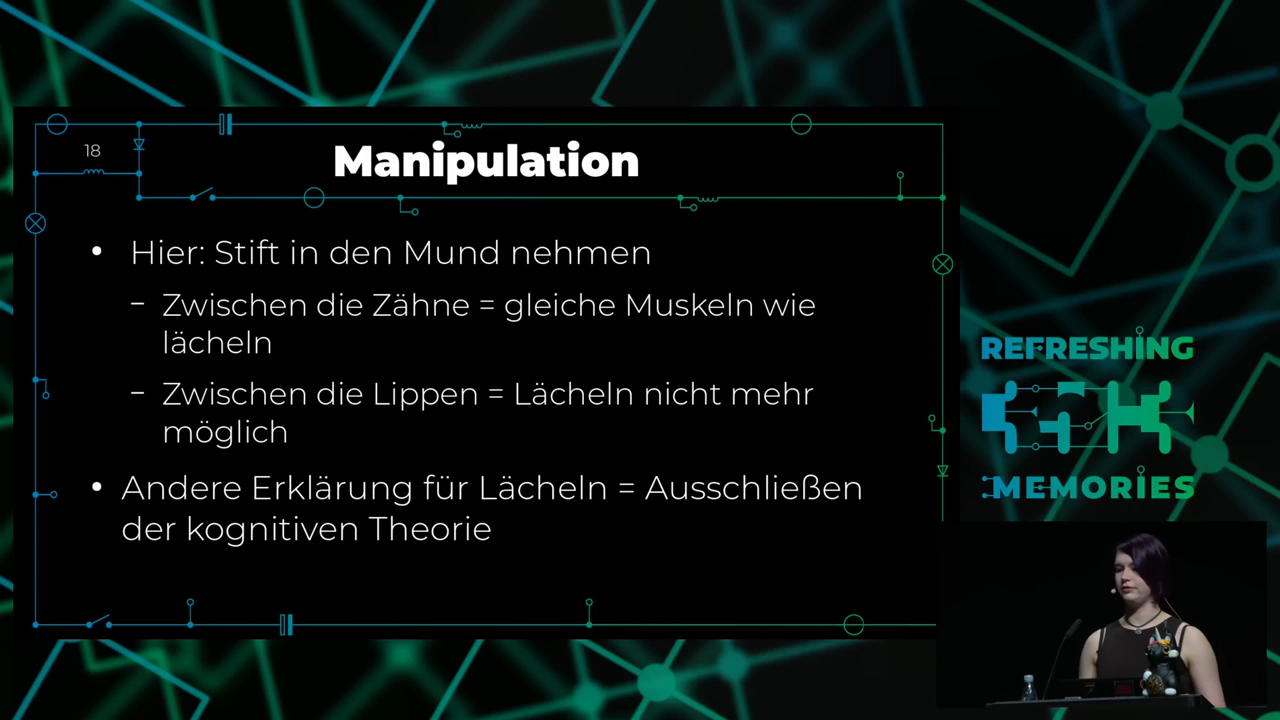 18
Manipulation
• Hier: Stift in den Mund nehmen
– Zwischen die Zähne = gleiche Muskeln wie
lächeln
– Zwischen die Lippen = Lächeln nicht mehr
möglich
• Andere Erklärung für Lächeln = Ausschließen
der kognitiven Theorie
REFRESHING
MEMORIES